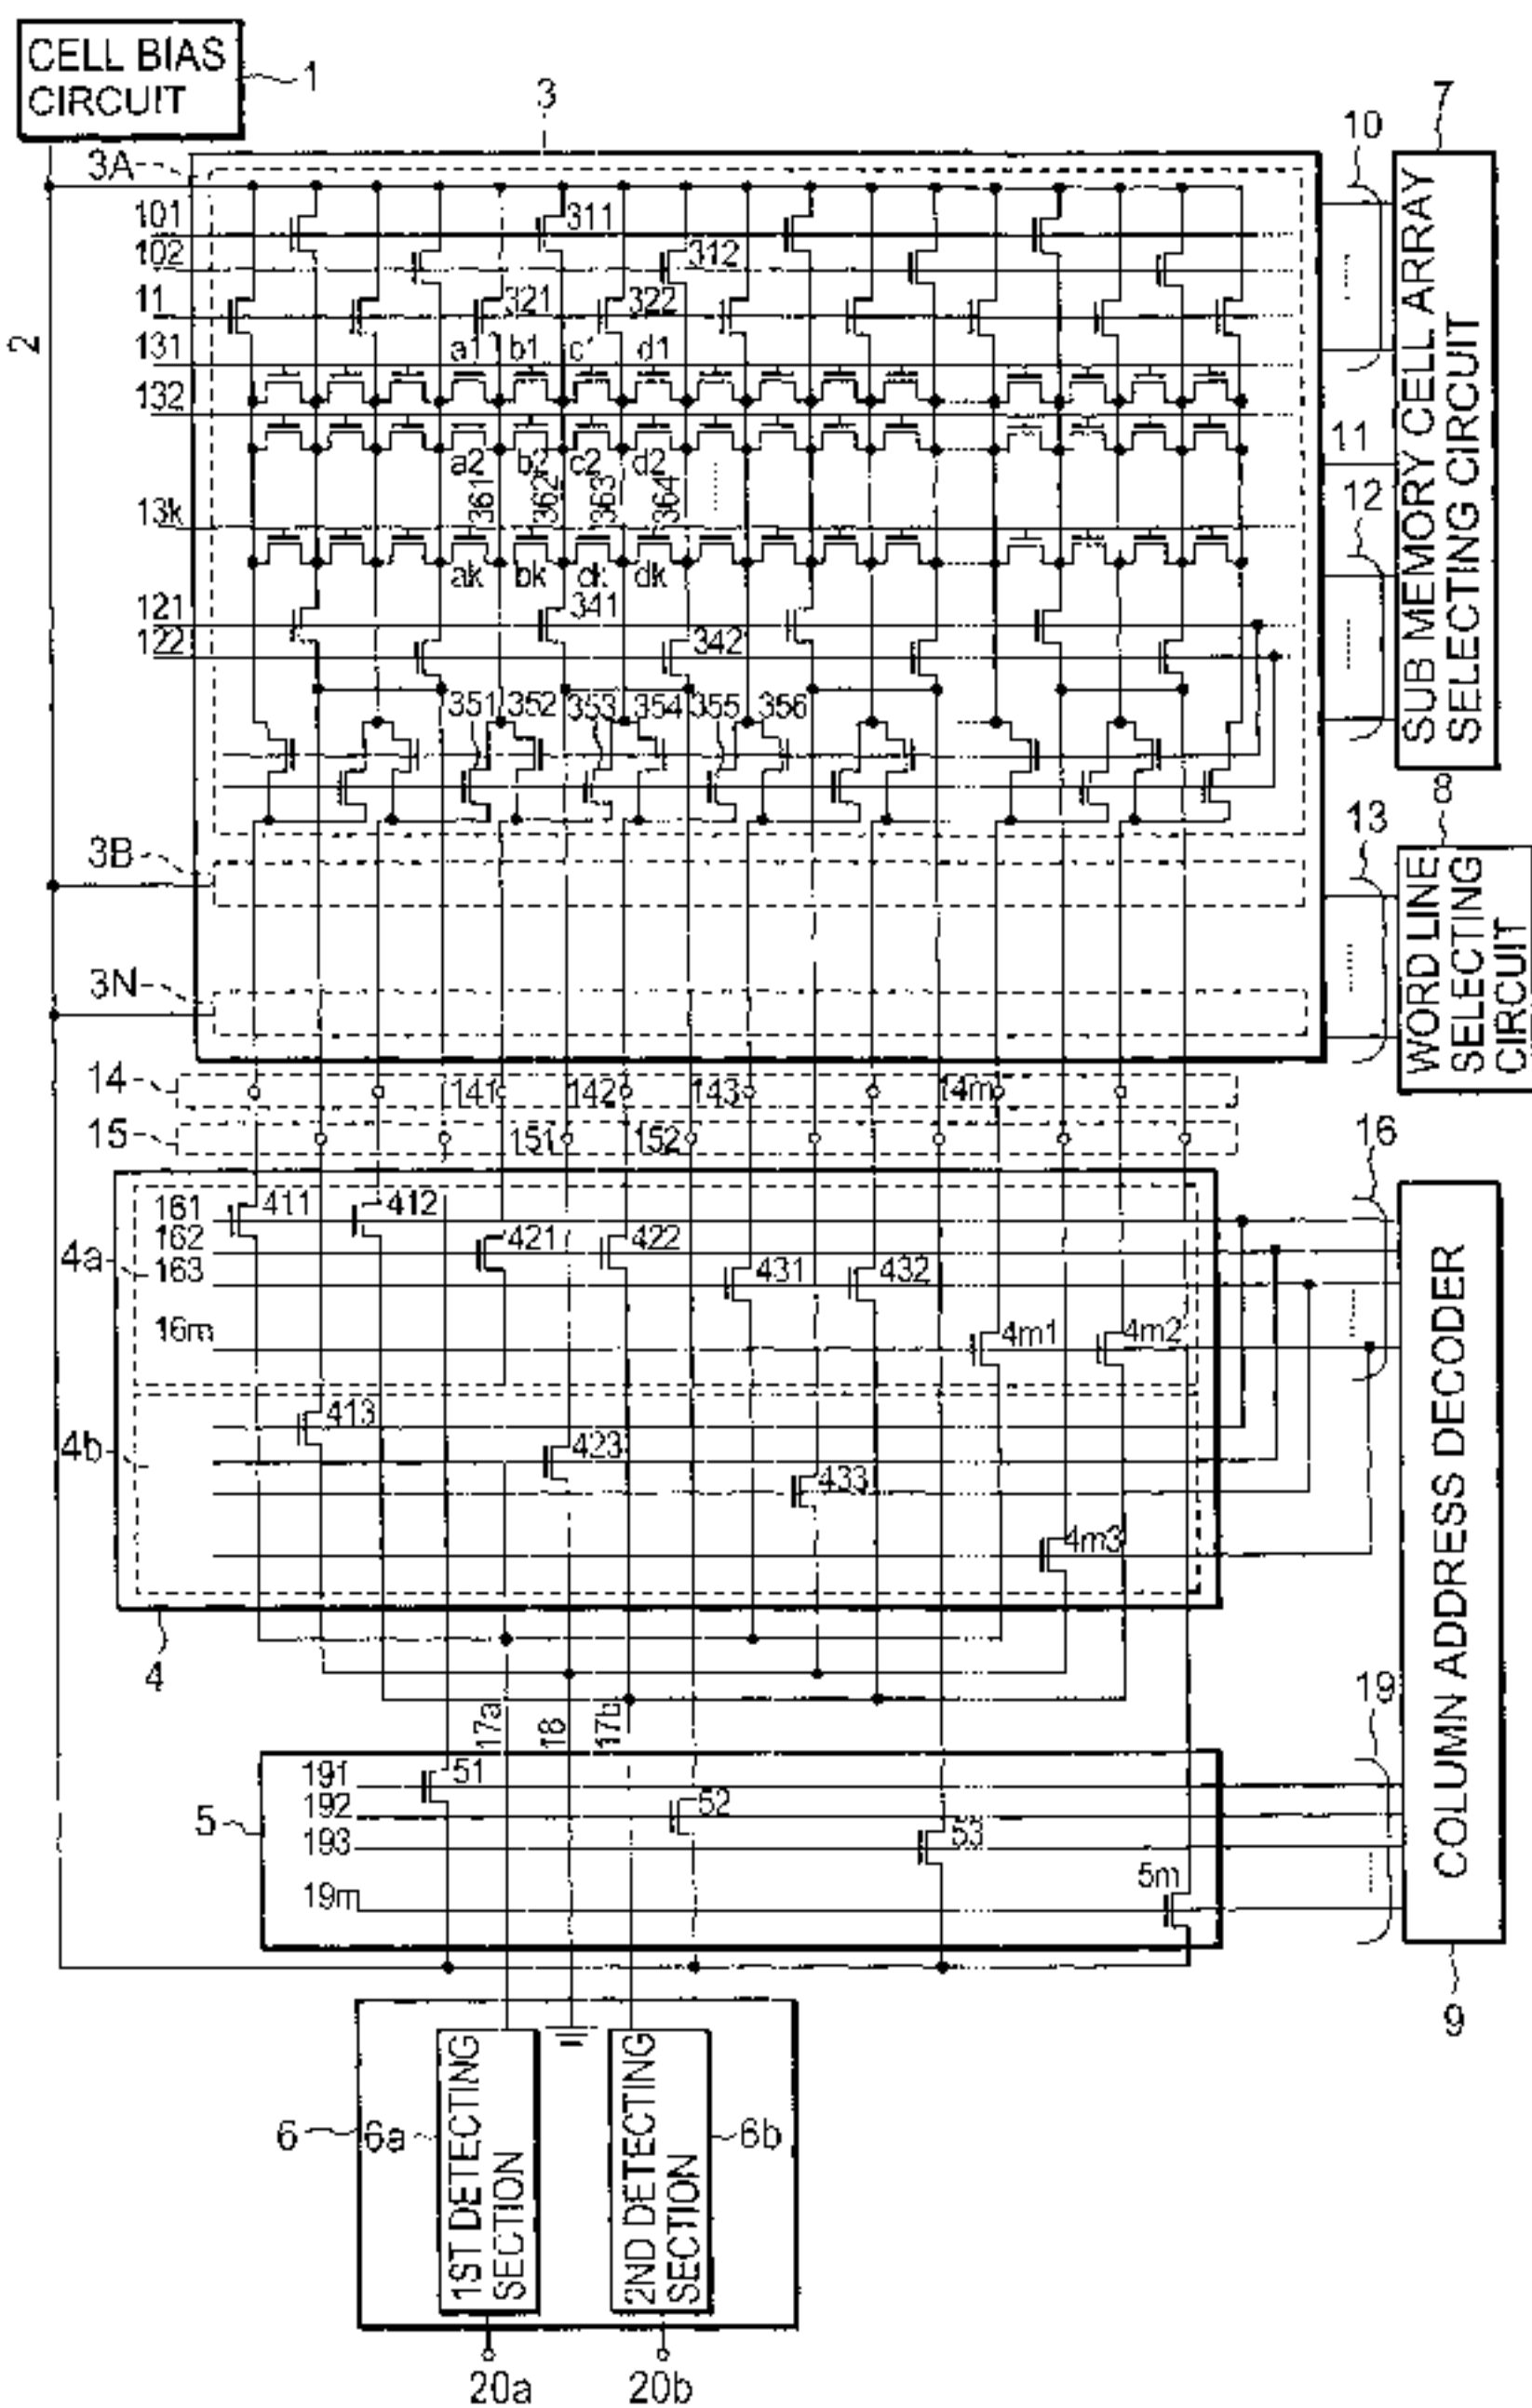 CELL BIAS
CIRCUIT
1
3
7
10
3A
101
311
102
312
11
321
322
2
131
a1
b1
c1
d1
132
a2
b2
c2
d2
11
361
362
363
364
12
13k
ak
bk
ck
dk
121
341
122
342
351
352
353
354
355
356
SUB MEMORY CELL ARRAY
SELECTING CIRCUIT
8
13
3B
WORD LINE
SELECTING
CIRCUIT
3N
14
141
142
143
14m
15
151
152
16
161
411
412
162
421
422
4a
163
431
432
16m
4m1
4m2
413
4b
423
433
4m3
4
COLUMN ADDRESS DECODER
17a
18
17b
19
191
51
192
52
5
193
53
19m
5m
9
6
6a
1ST DETECTING
SECTION
2ND DETECTING
SECTION
6b
20a
20b